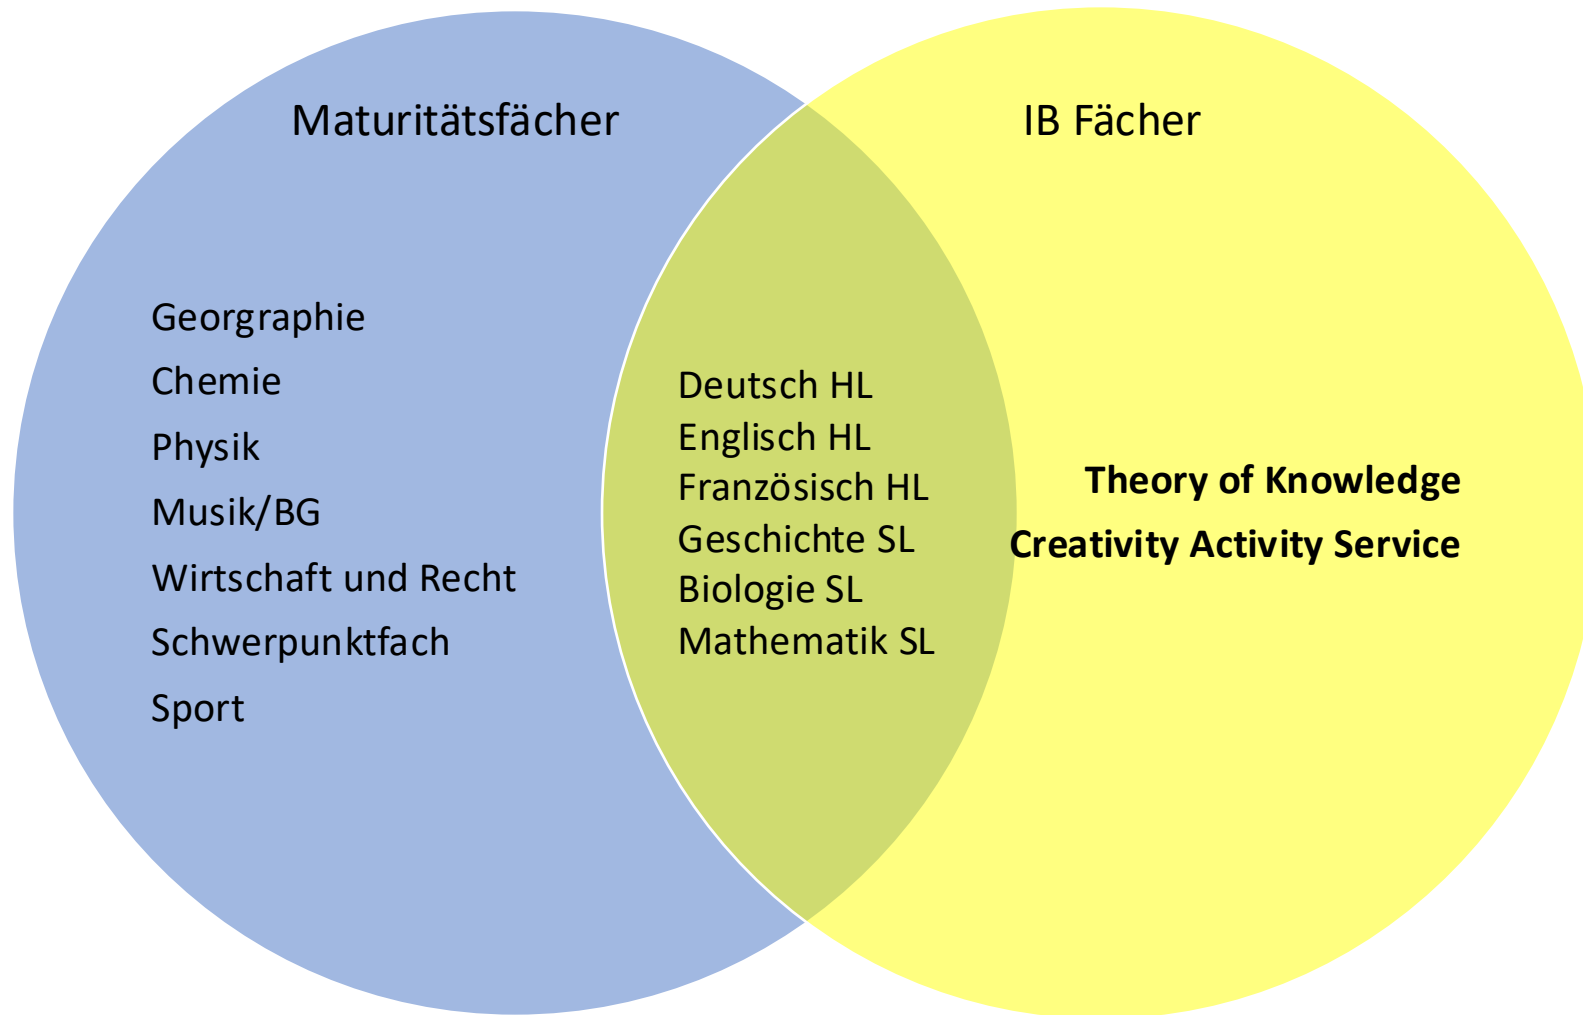 Maturitätsfächer
IB Fächer
Georgraphie
Chemie
Physik
Musik/BG
Wirtschaft und Recht
Schwerpunktfach
Sport
Deutsch HL
Englisch HL
Französisch HL
Geschichte SL
Biologie SL
Mathematik SL
Theory of Knowledge
Creativity Activity Service